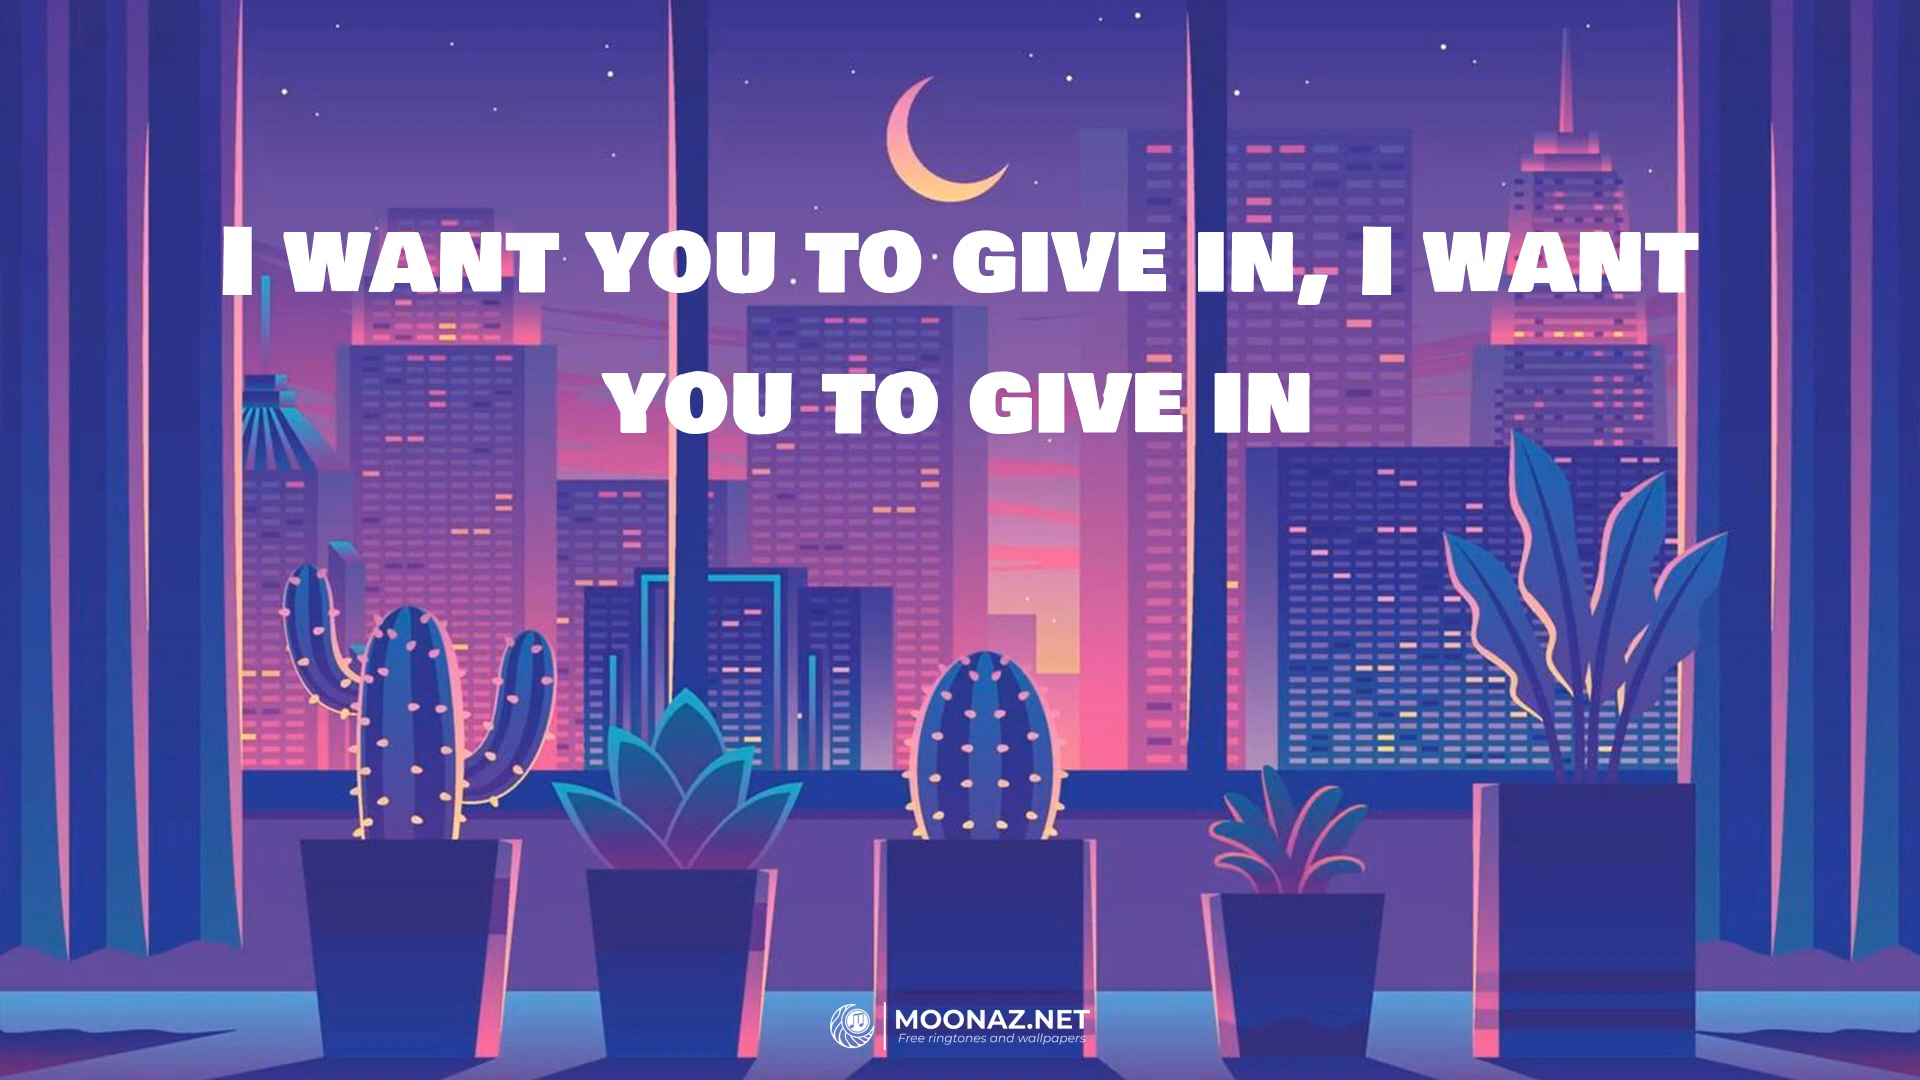 I WANT YOU TO GIVE IN, I WANT
YOU TO GIVE IN
MOONAZ.NET
Free ringtones and wallpapers